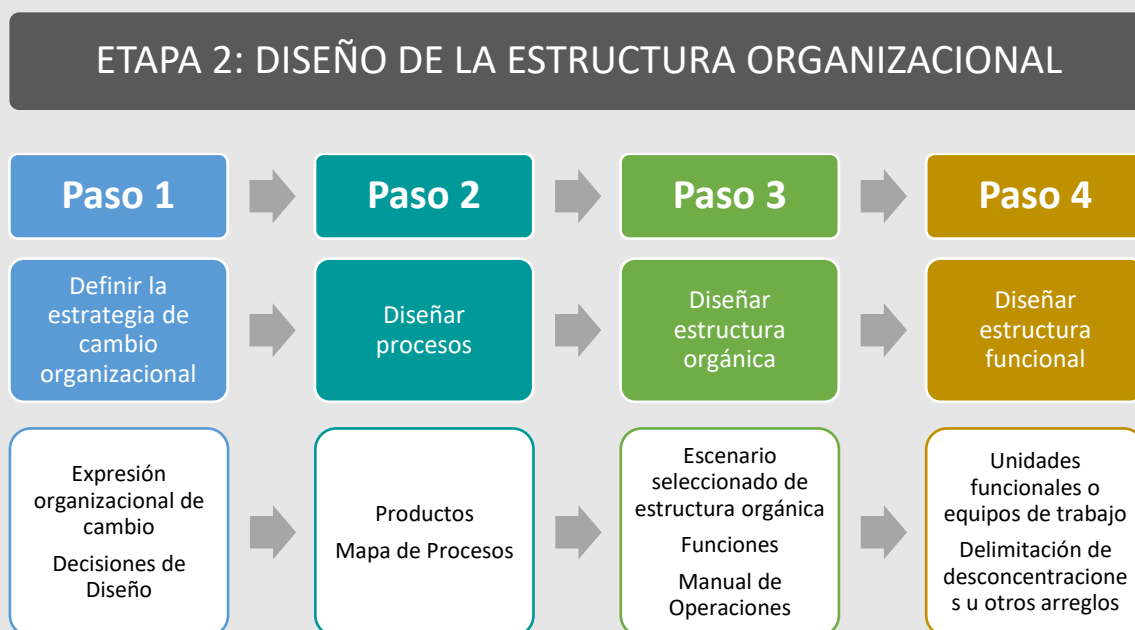 ETAPA 2: DISEÑO DE LA ESTRUCTURA ORGANIZACIONAL
Paso 1
Paso 2
Paso 3
Paso 4
Definir la
estrategia de
cambio
organizacional
Diseñar
procesos
Diseñar
estructura
orgánica
Diseñar
estructura
funcional
Expresión
organizacional de
cambio
Decisiones de
Diseño
Productos
Mapa de Procesos
Escenario
seleccionado de
estructura orgánica
Funciones
Manual de
Operaciones
Unidades
funcionales o
equipos de trabajo
Delimitación de
desconcentracione
s u otros arreglos